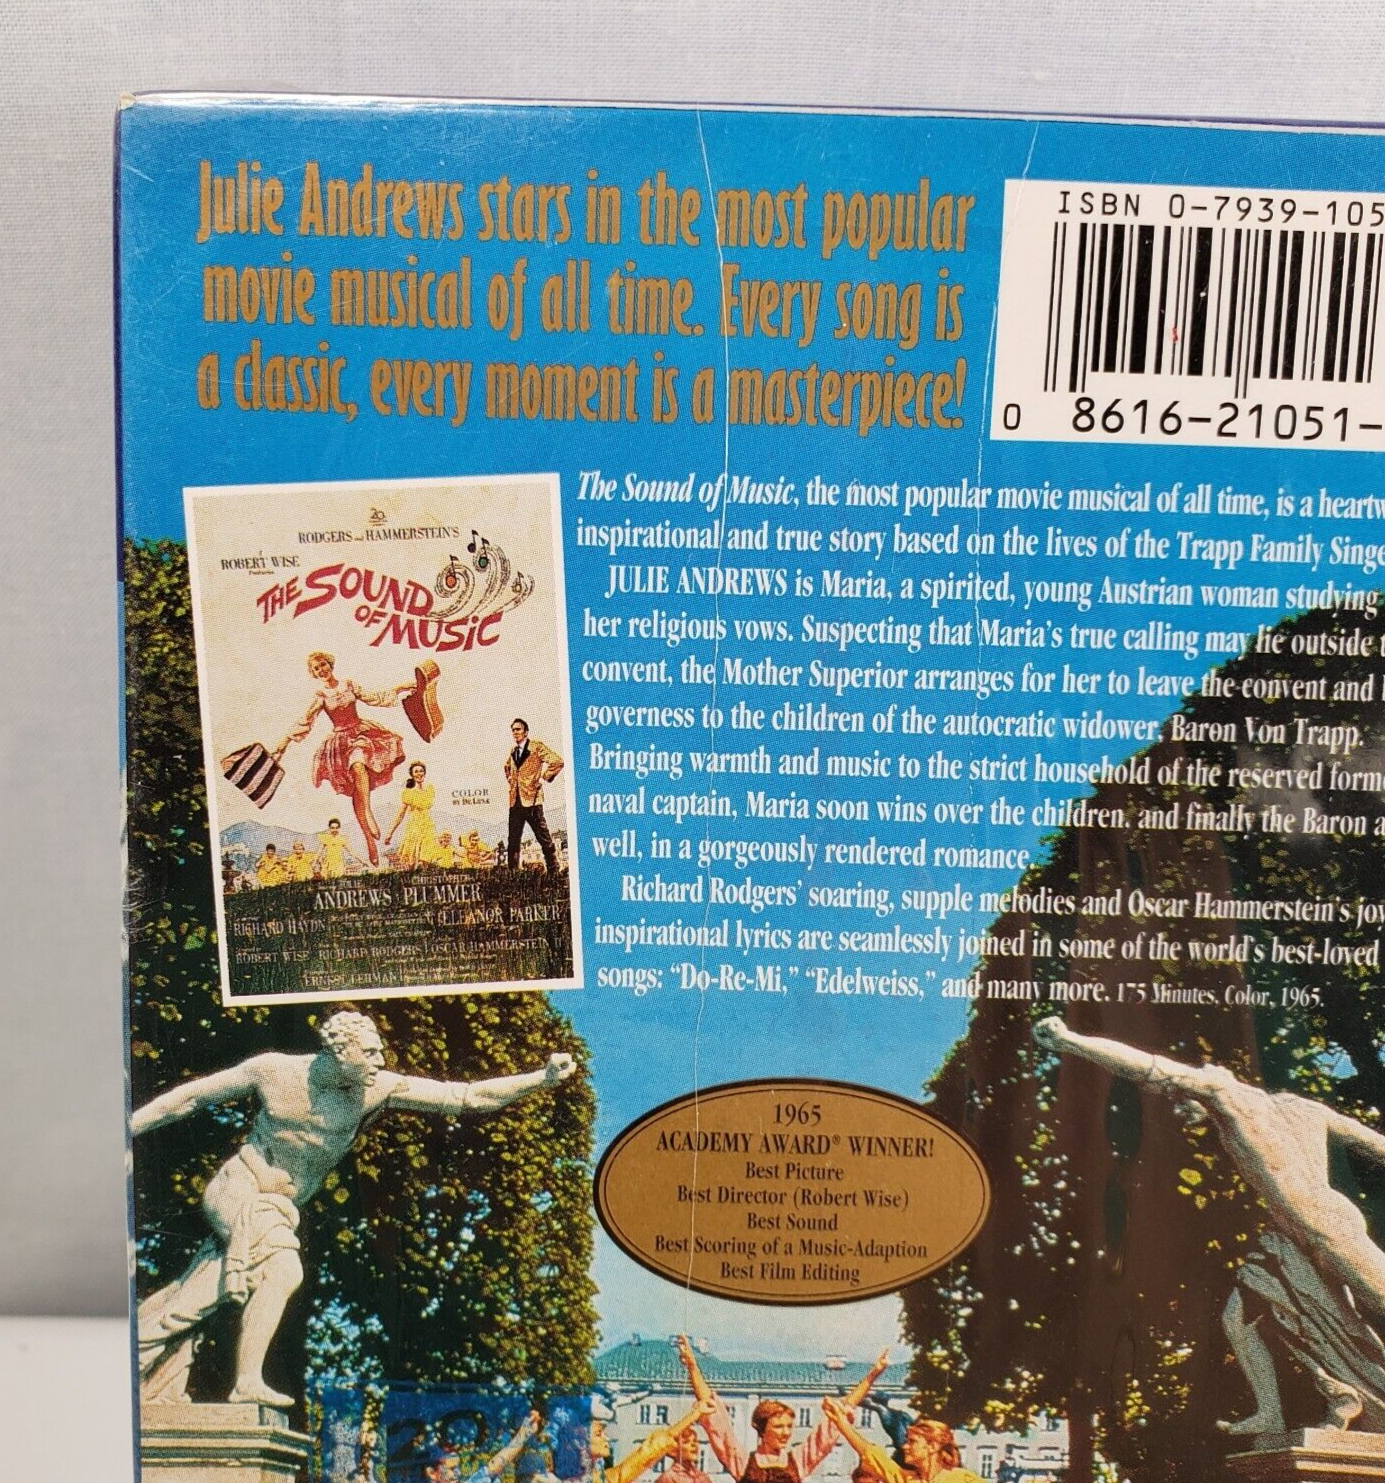 Julie Andrews stars in the most popular
movie musical of all time. Every song is
a classic, every moment is a masterpiece!
ISBN 0-7939-105
0 8616-21051-
The Sound of Music, the most popular movie musical of all time, is a
inspirational and true story based on the lives of the Trapp Family
JULIE ANDREWS is Maria, a spirited, young Austrian woman studying
her religious vows. Suspecting that Maria's true calling may lie outside
convent, the Mother Superior arranges for her to leave the convent and
governess to the children of the autocratic widower, Baron Von Trapp.
Bringing warmth and music to the strict household of the reserved
naval captain, Maria soon wins over the children, and finally the Baron
well, in a gorgeously rendered romance.
Richard Rodgers' soaring, supple melodies and Oscar Hammerstein's
inspirational lyrics are seamlessly joined in some of the world's best-loved
songs: "Do-Re-Mi," "Edelweiss," and many more. 175 Minutes, Color, 1965.
20
RODGERS and HAMMERSTEIN'S
A
ROBERT WISE
Production
THE SOUND
OF MUSIC
COLOR
BY DE LUXE
ANDREWS PLUMMER
RICHARD HAYDN ELEANOR PARKER
ROBERT WISE RICHARD RODGERS OSCAR HAMMERSTEIN II
ERNEST LEHMAN
1965
ACADEMY AWARD® WINNER!
Best Picture
Best Director (Robert Wise)
Best Sound
Best Scoring of a Music-Adaption
Best Film Editing